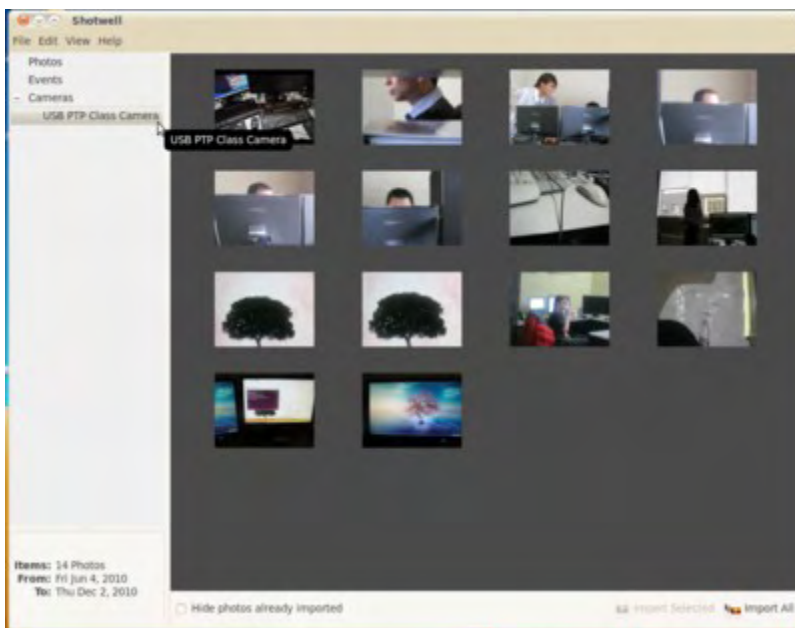 Shotwell
File Edit View Help
Photos
Events
Cameras
USB PTP Class Camera
USB PTP Class Camera
Items: 14 Photos
From: Fri Jun 4, 2010
To: Thu Dec 2, 2010
Hide photos already imported
Import Selected
Import All